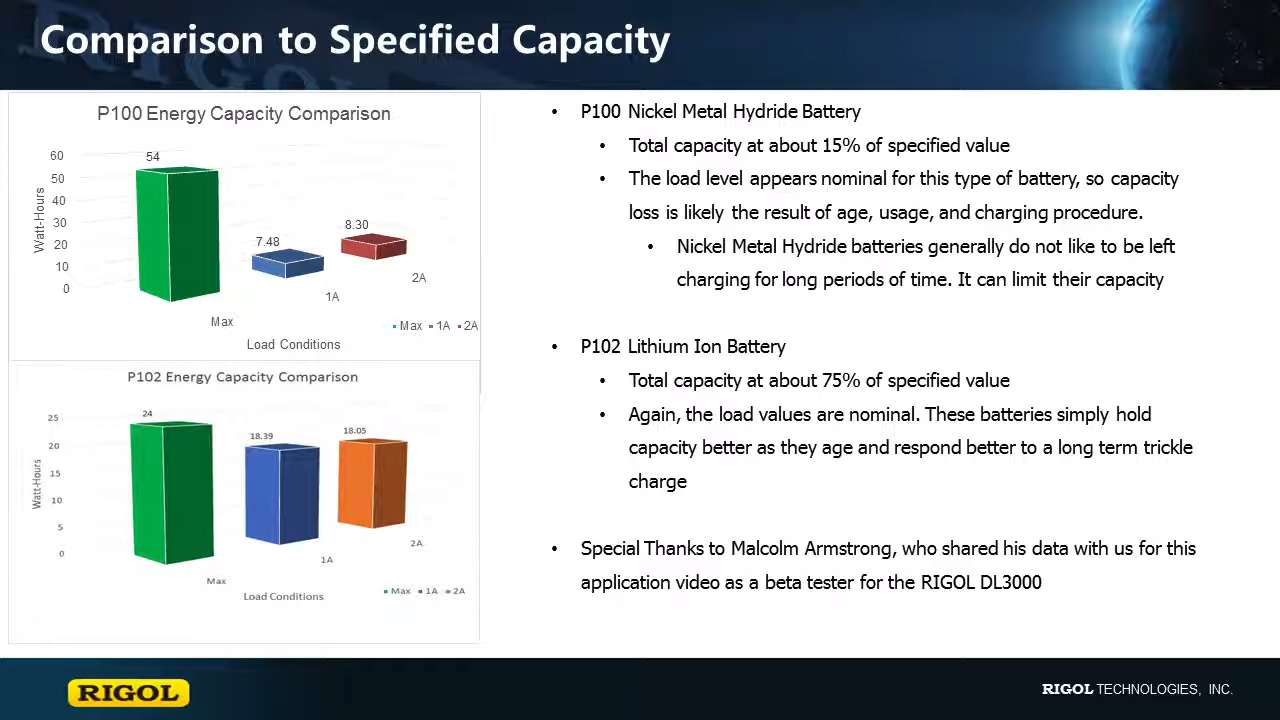 Comparison to Specified Capacity
P100 Energy Capacity Comparison
Watt-Hours
60
50
40
30
20
10
0
54
7.48
8.30
Max
1A
2A
Max 1A 2A
Load Conditions
P102 Energy Capacity Comparison
Watt-Hours
25
20
15
10
5
0
24
18.39
18.05
Max
1A
2A
Max 1A 2A
Load Conditions
• P100 Nickel Metal Hydride Battery
• Total capacity at about 15% of specified value
• The load level appears nominal for this type of battery, so capacity
loss is likely the result of age, usage, and charging procedure.
• Nickel Metal Hydride batteries generally do not like to be left
charging for long periods of time. It can limit their capacity
• P102 Lithium Ion Battery
• Total capacity at about 75% of specified value
• Again, the load values are nominal. These batteries simply hold
capacity better as they age and respond better to a long term trickle
charge
• Special Thanks to Malcolm Armstrong, who shared his data with us for this
application video as a beta tester for the RIGOL DL3000
RIGOL
RIGOL TECHNOLOGIES, INC.